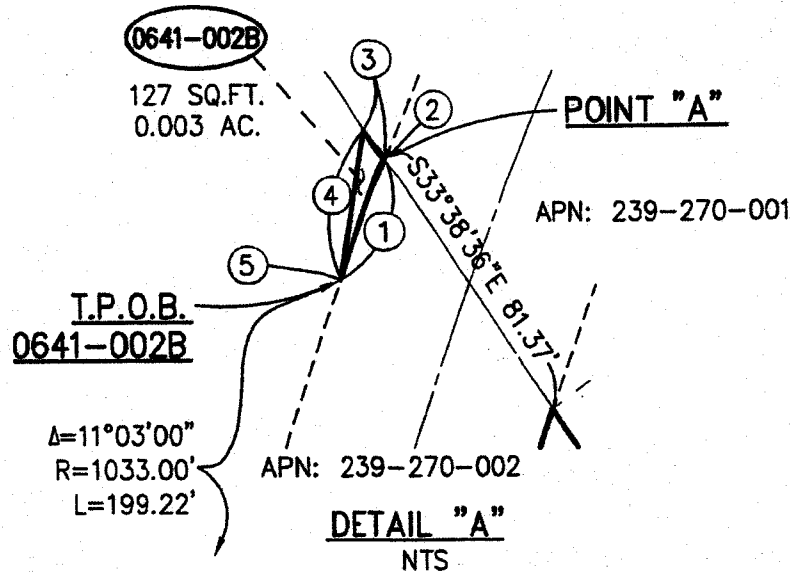 0641-002B
127 SQ.FT.
0.003 AC.
3
2
POINT "A"
S33°38'36"E 81.37'
APN: 239-270-001
4
1
5
T.P.O.B.
0641-002B
Δ=11°03'00"
R=1033.00'
L=199.22'
APN: 239-270-002
DETAIL "A"
NTS